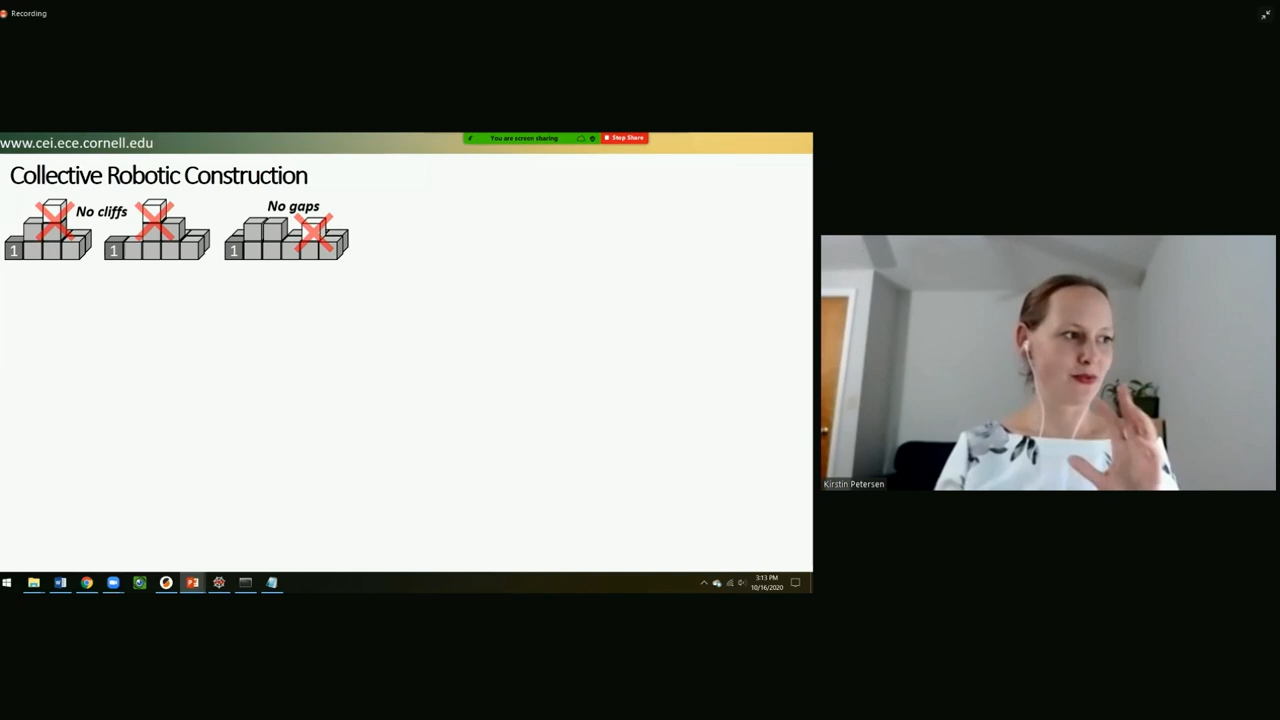 Recording
www.cei.ece.cornell.edu
You are screen sharing
Stop Share
Collective Robotic Construction
No cliffs
No gaps
1
1
1
Kirstin Petersen
3:13 PM
10/16/2020